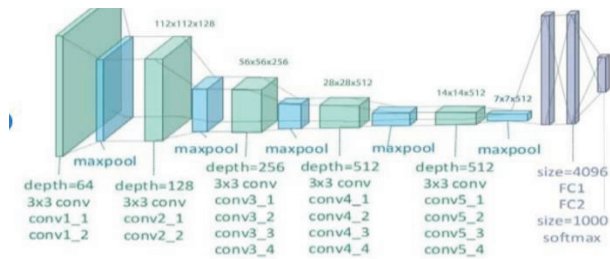 112x112x128
56x56x256
28x28x512
14x14x512
7x7x512
maxpool
maxpool
maxpool
maxpool
maxpool
depth=64
3x3 conv
conv1_1
conv1_2
depth=128
3x3 conv
conv2_1
conv2_2
depth=256
3x3 conv
conv3_1
conv3_2
conv3_3
conv3_4
depth=512
3x3 conv
conv4_1
conv4_2
conv4_3
conv4_4
depth=512
3x3 conv
conv5_1
conv5_2
conv5_3
conv5_4
size=4096
FC1
FC2
size=1000
softmax